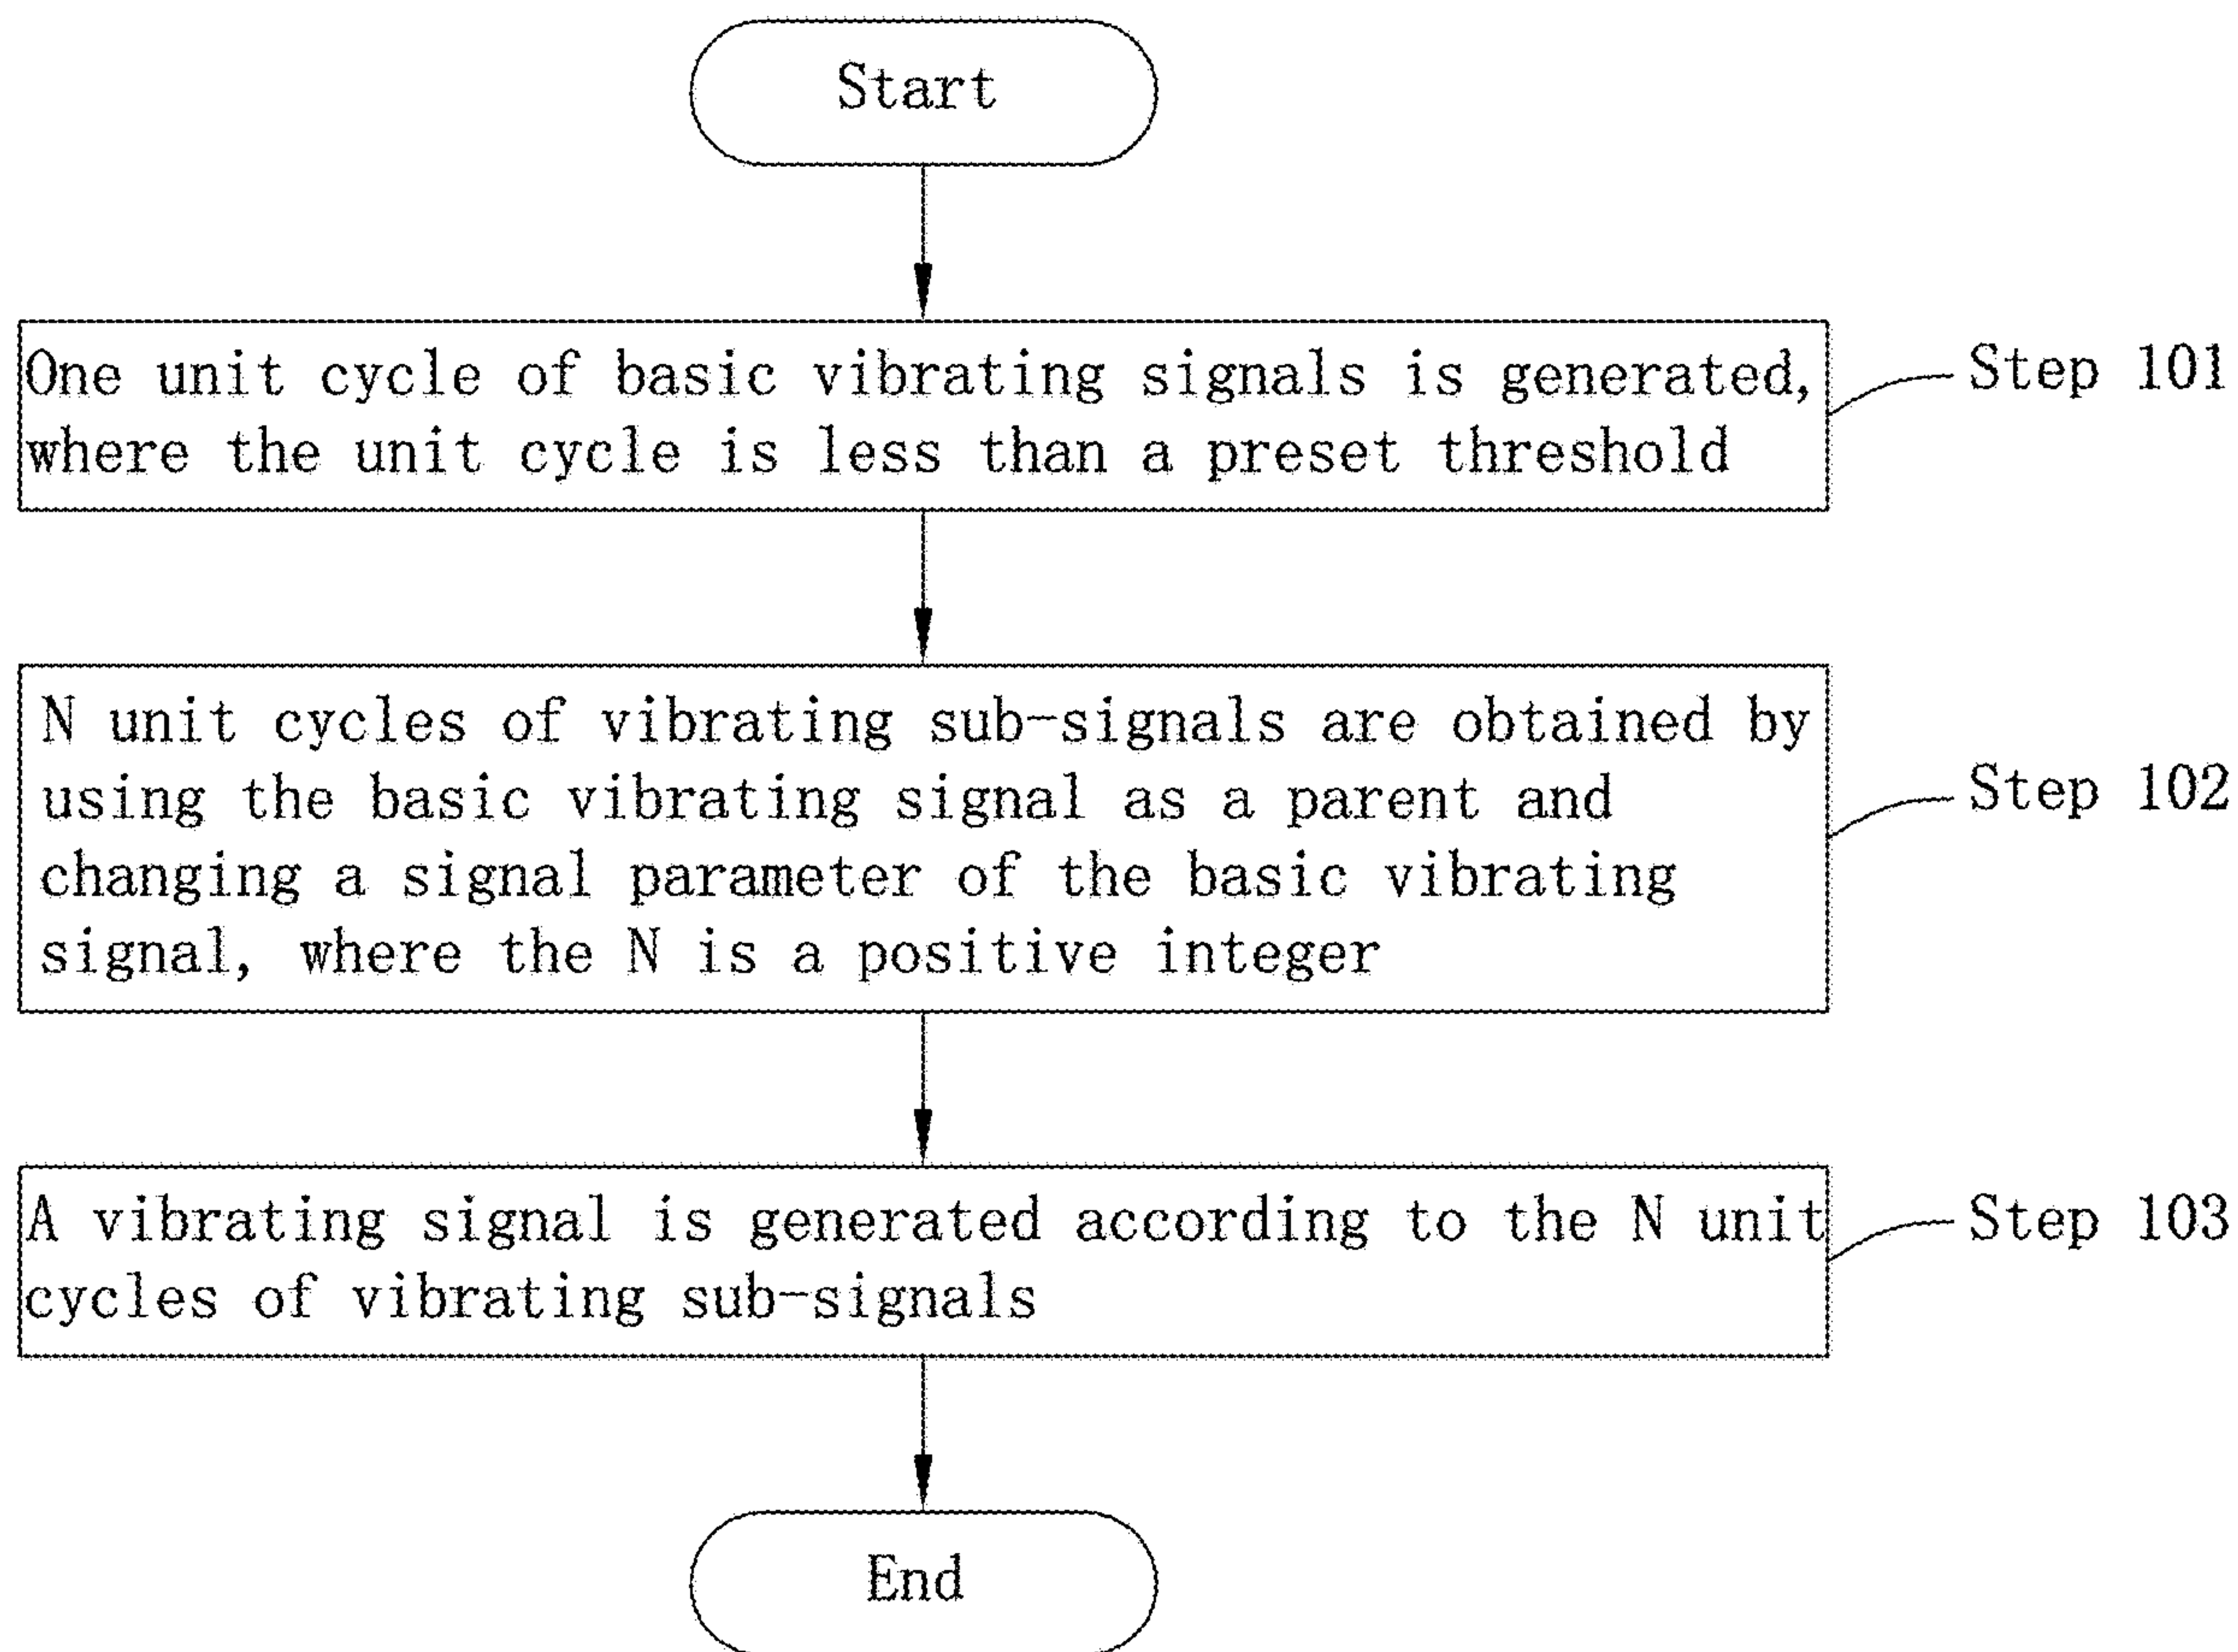 Start
One unit cycle of basic vibrating signals is generated,
where the unit cycle is less than a preset threshold
Step 101
N unit cycles of vibrating sub-signals are obtained by
using the basic vibrating signal as a parent and
changing a signal parameter of the basic vibrating
signal, where the N is a positive integer
Step 102
A vibrating signal is generated according to the N unit
cycles of vibrating sub-signals
Step 103
End